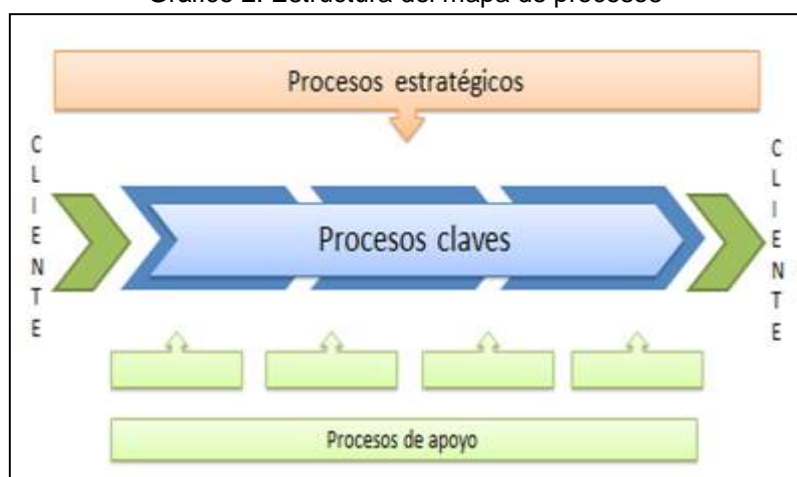 Gráfico 2. Estructura del mapa de procesos
Procesos estratégicos
CLIENTE
Procesos claves
CLIENTE
Procesos de apoyo